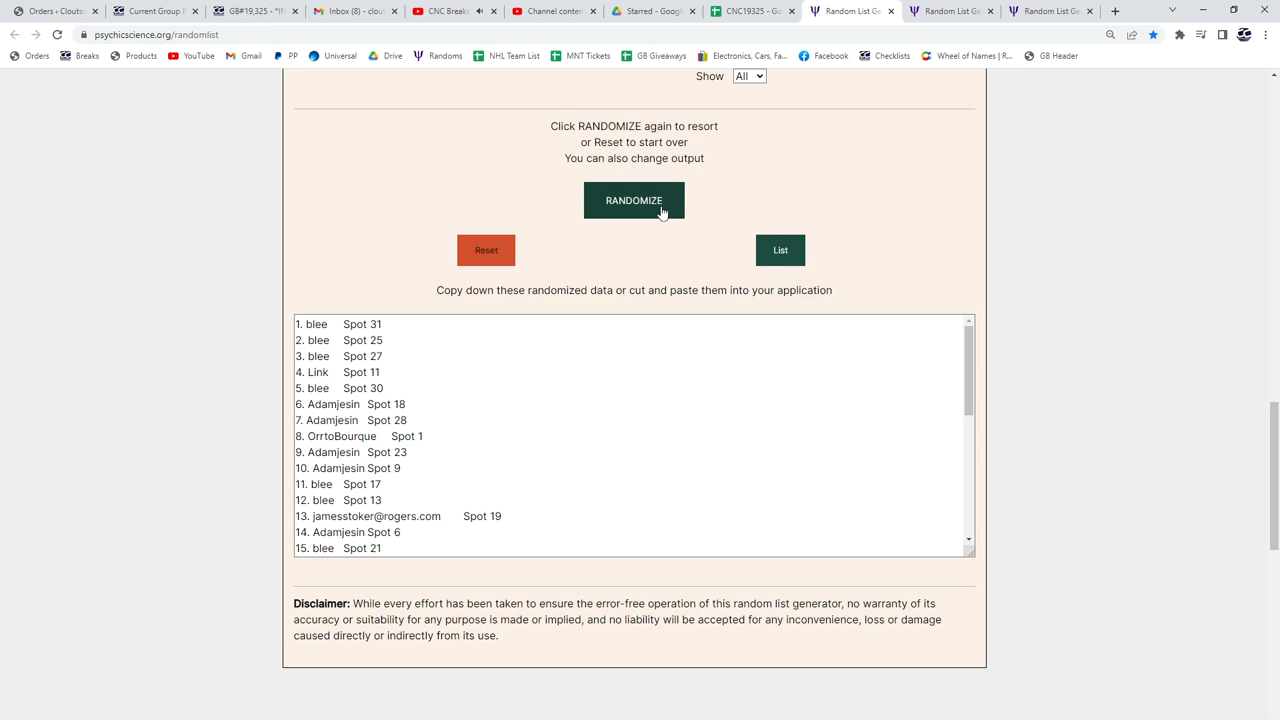 Orders ‹ Clouts
Current Group E
GB#19,325 - *IN
Inbox (8) - clout
CNC Breaks
Channel conten
Starred - Google
CNC19325 - Go
Random List Ge
Random List Ge
Random List Ge
psychicscience.org/randomlist
Orders
Breaks
Products
YouTube
Gmail
PP
Universal
Drive
Randoms
NHL Team List
MNT Tickets
GB Giveaways
Electronics, Cars, Fa...
Facebook
Checklists
Wheel of Names | R...
GB Header
Show All
Click RANDOMIZE again to resort
or Reset to start over
You can also change output
RANDOMIZE
Reset
List
Copy down these randomized data or cut and paste them into your application
1. blee Spot 31
2. blee Spot 25
3. blee Spot 27
4. Link Spot 11
5. blee Spot 30
6. Adamjesin Spot 18
7. Adamjesin Spot 28
8. OrrtoBourque Spot 1
9. Adamjesin Spot 23
10. Adamjesin Spot 9
11. blee Spot 17
12. blee Spot 13
13. jamesstoker@rogers.com Spot 19
14. Adamjesin Spot 6
15. blee Spot 21
Disclaimer: While every effort has been taken to ensure the error-free operation of this random list generator, no warranty of its
accuracy or suitability for any purpose is made or implied, and no liability will be accepted for any inconvenience, loss or damage
caused directly or indirectly from its use.